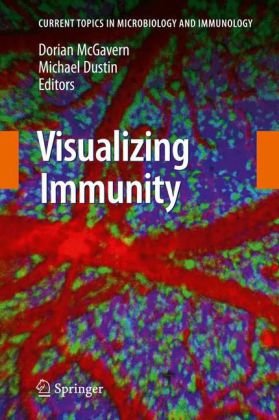 CURRENT TOPICS IN MICROBIOLOGY AND IMMUNOLOGY
Dorian McGavern
Michael Dustin
Editors
Visualizing
Immunity
Springer